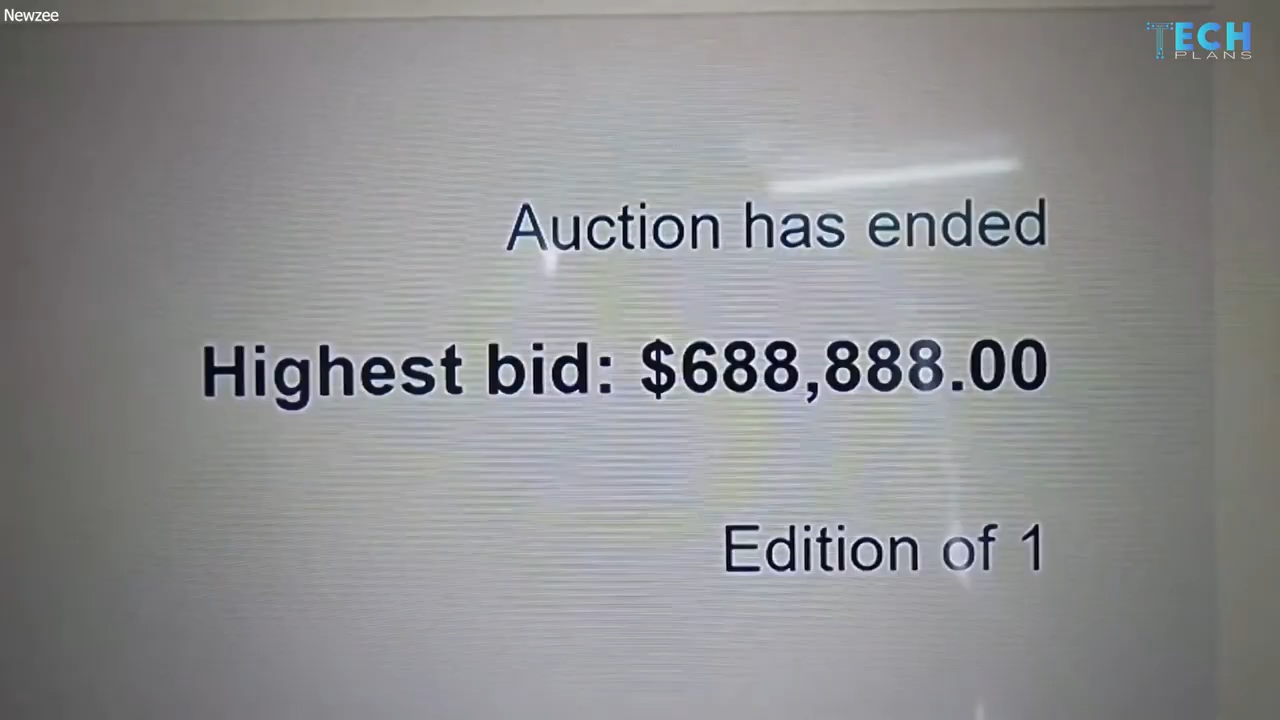 Newzee
TECH
PLANS
Auction has ended
Highest bid: $688,888.00
Edition of 1